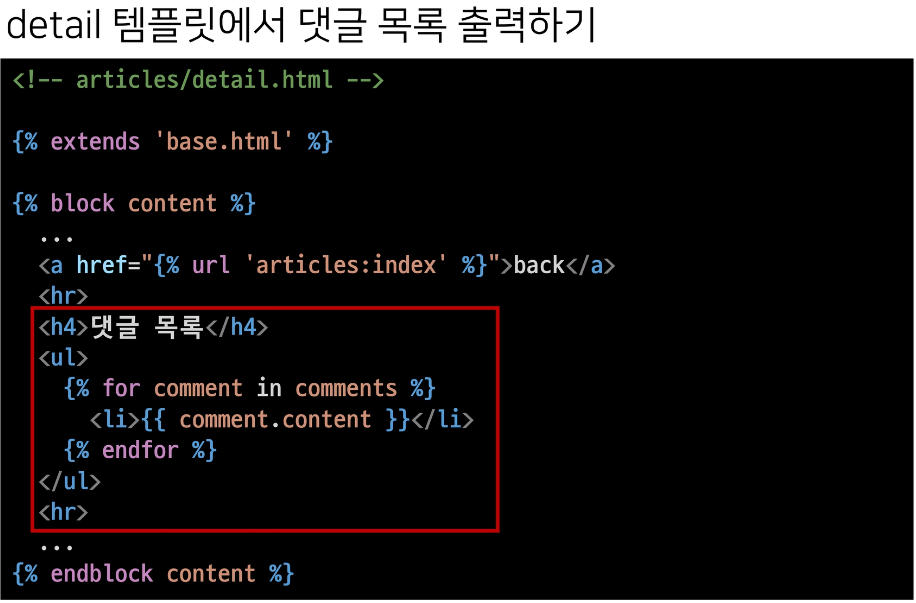 detail 템플릿에서 댓글 목록 출력하기
<!-- articles/detail.html -->
{% extends 'base.html' %}
{% block content %}
...
<a href="{% url 'articles:index' %}">back</a>
<hr>
<h4>댓글 목록</h4>
<ul>
{% for comment in comments %}
<li>{{ comment.content }}</li>
{% endfor %}
</ul>
<hr>
...
{% endblock content %}